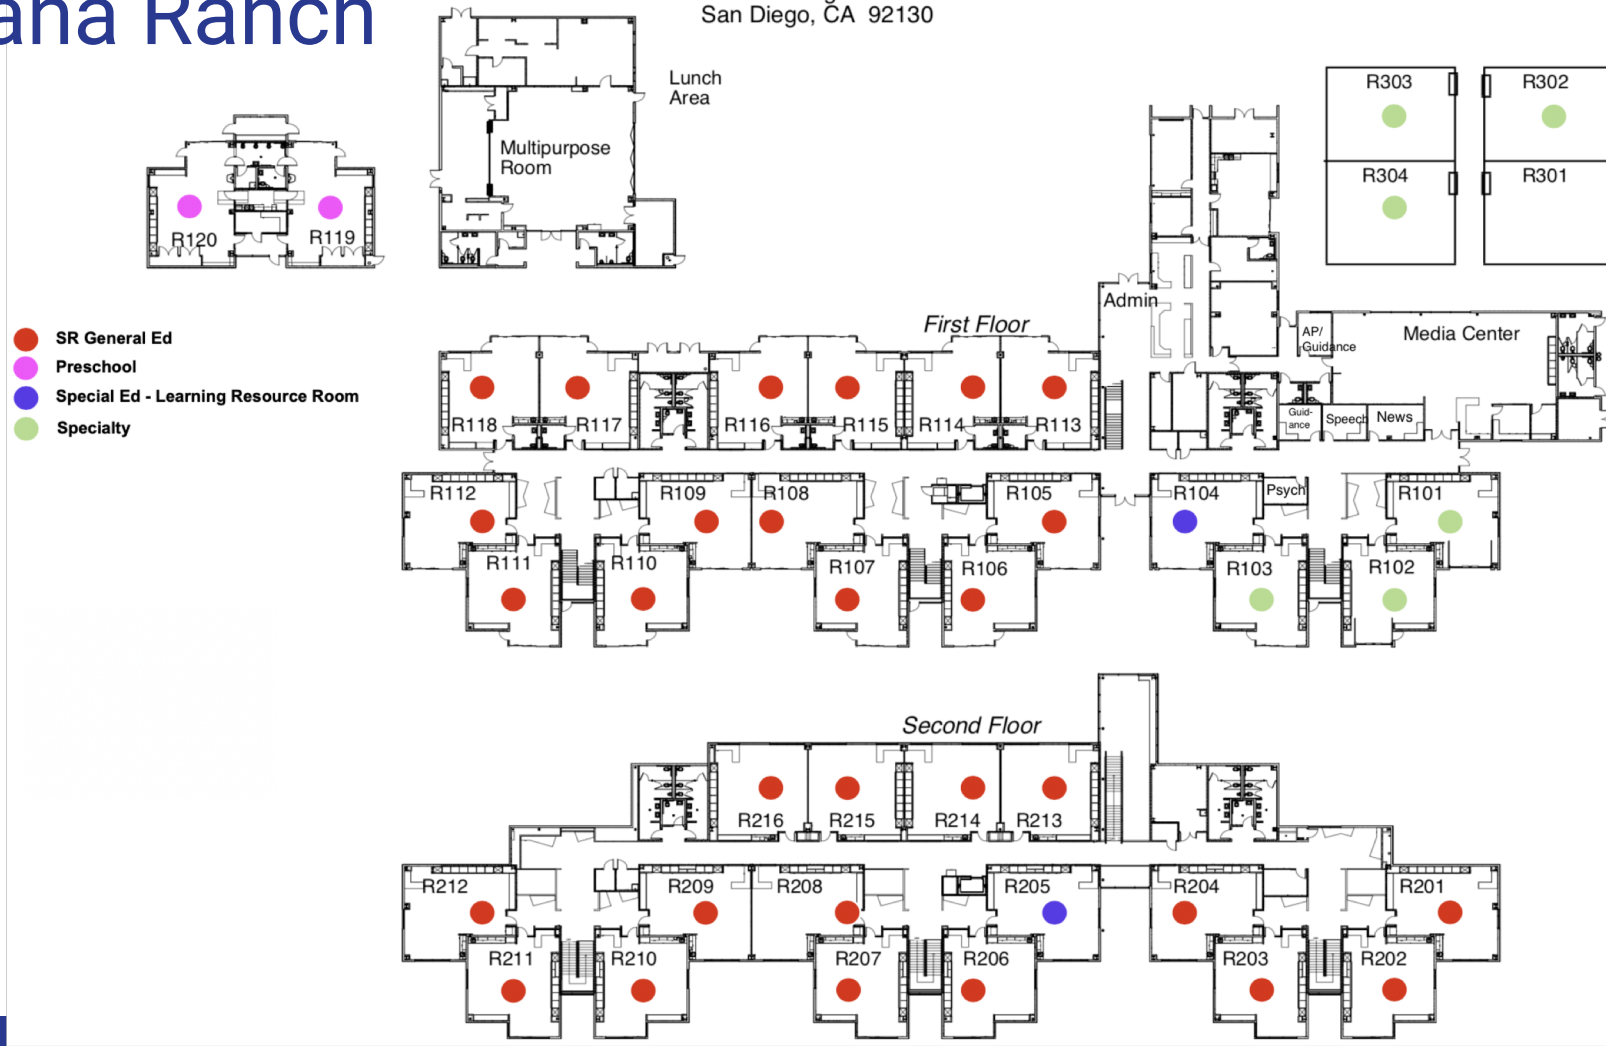 ana Ranch
San Diego, CA 92130
Lunch
Area
Multipurpose
Room
R303
R302
R304
R301
R120
R119
Admin
SR General Ed
Preschool
Special Ed - Learning Resource Room
Specialty
First Floor
AP/
Guidance
Media Center
R118
R117
R116
R115
R114
R113
Guid-
ance
Speech
News
R112
R109
R108
R105
R104
Psych
R101
R111
R110
R107
R106
R103
R102
Second Floor
R216
R215
R214
R213
R212
R209
R208
R205
R204
R201
R211
R210
R207
R206
R203
R202